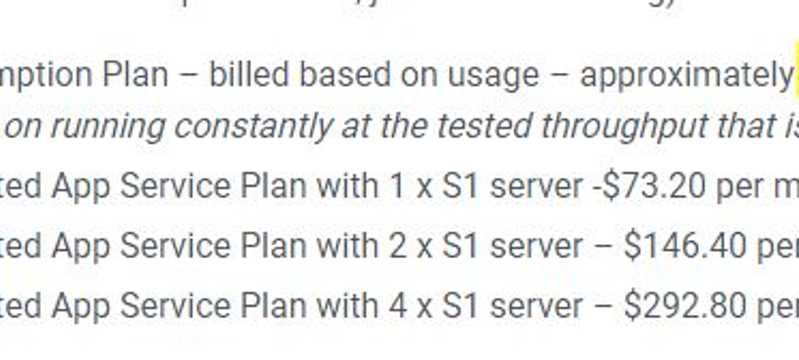 mption Plan – billed based on usage – approximately
on running constantly at the tested throughput that is
ted App Service Plan with 1 x S1 server -$73.20 per m
ted App Service Plan with 2 x S1 server – $146.40 per
ted App Service Plan with 4 x S1 server – $292.80 per